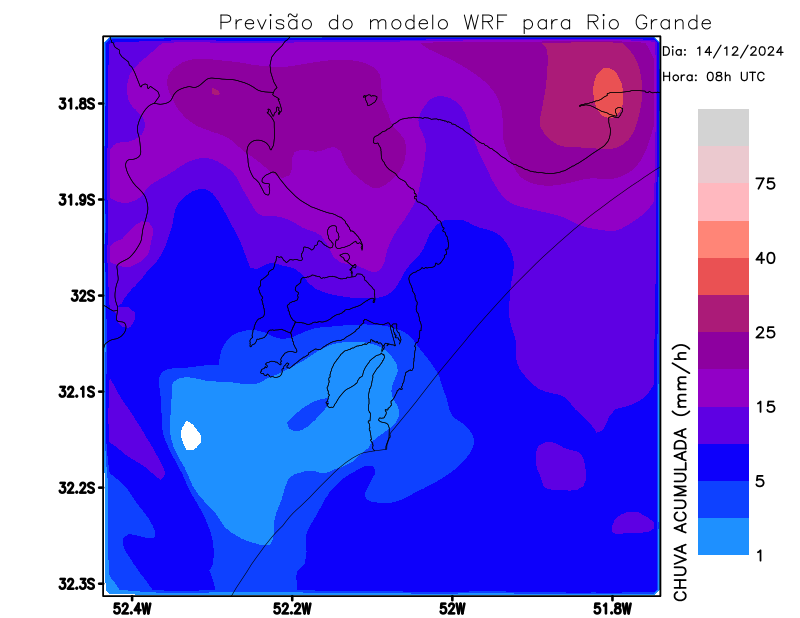 Previsão do modelo WRF para Rio Grande
Dia: 14/12/2024
Hora: 08h UTC
31.8S
31.9S
32S
32.1S
32.2S
32.3S
52.4W
52.2W
52W
51.8W
75
40
25
15
5
1
CHUVA ACUMULADA (mm/h)